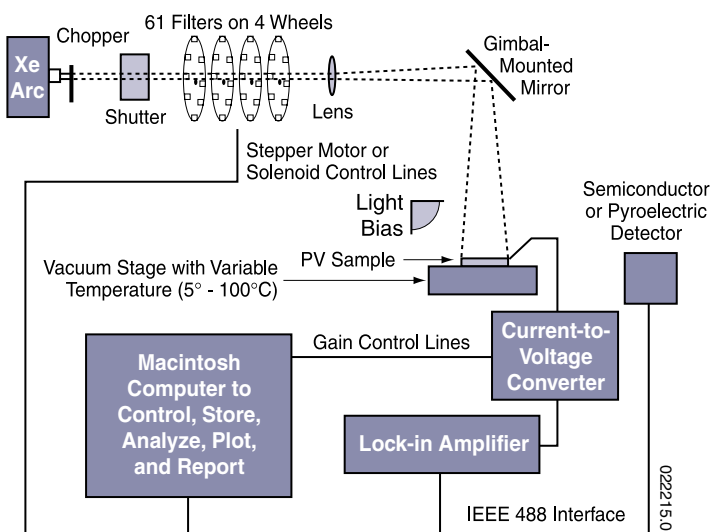 61 Filters on 4 Wheels
Chopper
Xe
Arc
Shutter
Lens
Gimbal-
Mounted
Mirror
Stepper Motor or
Solenoid Control Lines
Light
Bias
Semiconductor
or Pyroelectric
Detector
PV Sample
Vacuum Stage with Variable
Temperature (5° - 100°C)
Gain Control Lines
Current-to-
Voltage
Converter
Macintosh
Computer to
Control, Store,
Analyze, Plot,
and Report
Lock-in Amplifier
IEEE 488 Interface
022215.0